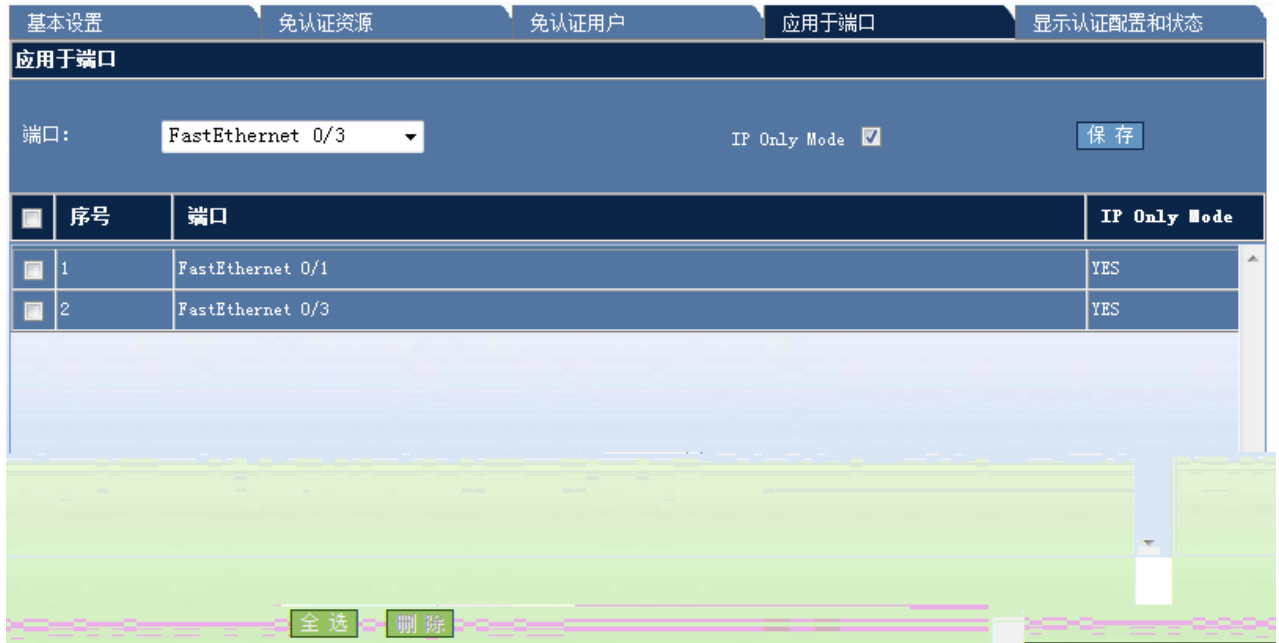 基本设置 免认证资源 免认证用户 应用于端口 显示认证配置和状态
应用于端口
端口: FastEthernet 0/3 IP Only Mode 保存
序号 端口 IP Only Mode
1 FastEthernet 0/1 YES
2 FastEthernet 0/3 YES
全选 删除